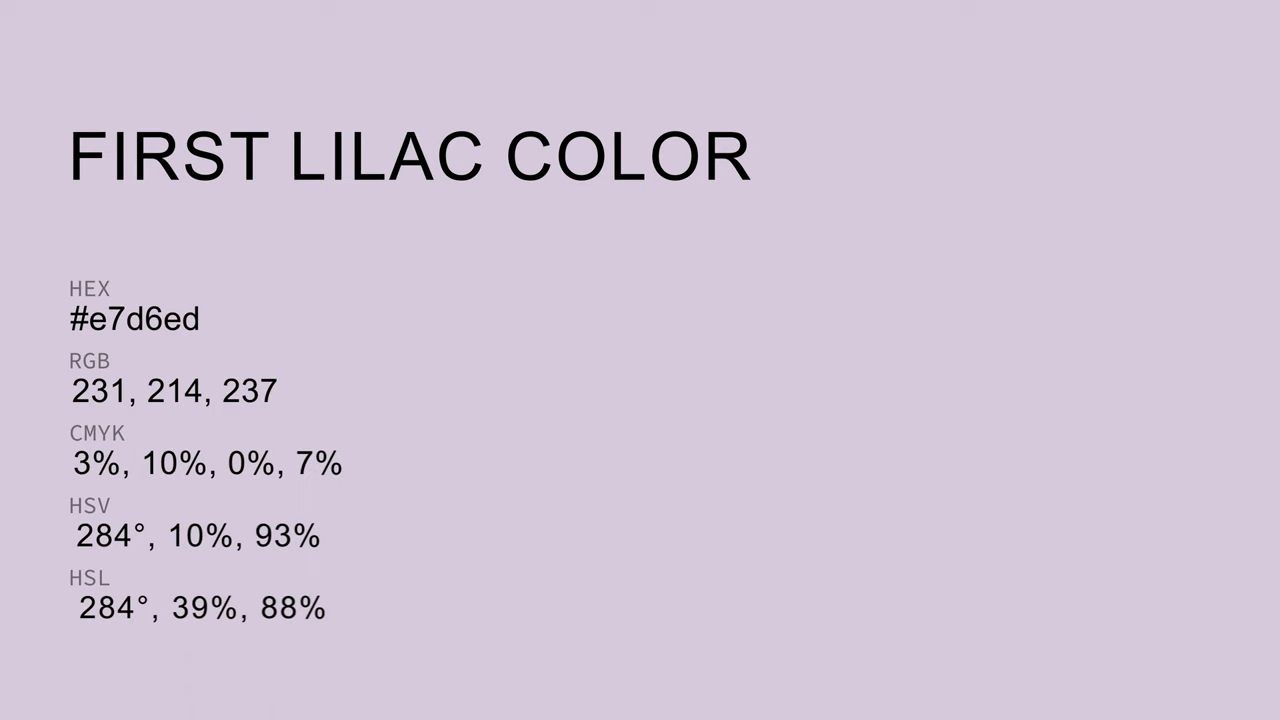 FIRST LILAC COLOR
HEX
#e7d6ed
RGB
231, 214, 237
CMYK
3%, 10%, 0%, 7%
HSV
284°, 10%, 93%
HSL
284°, 39%, 88%